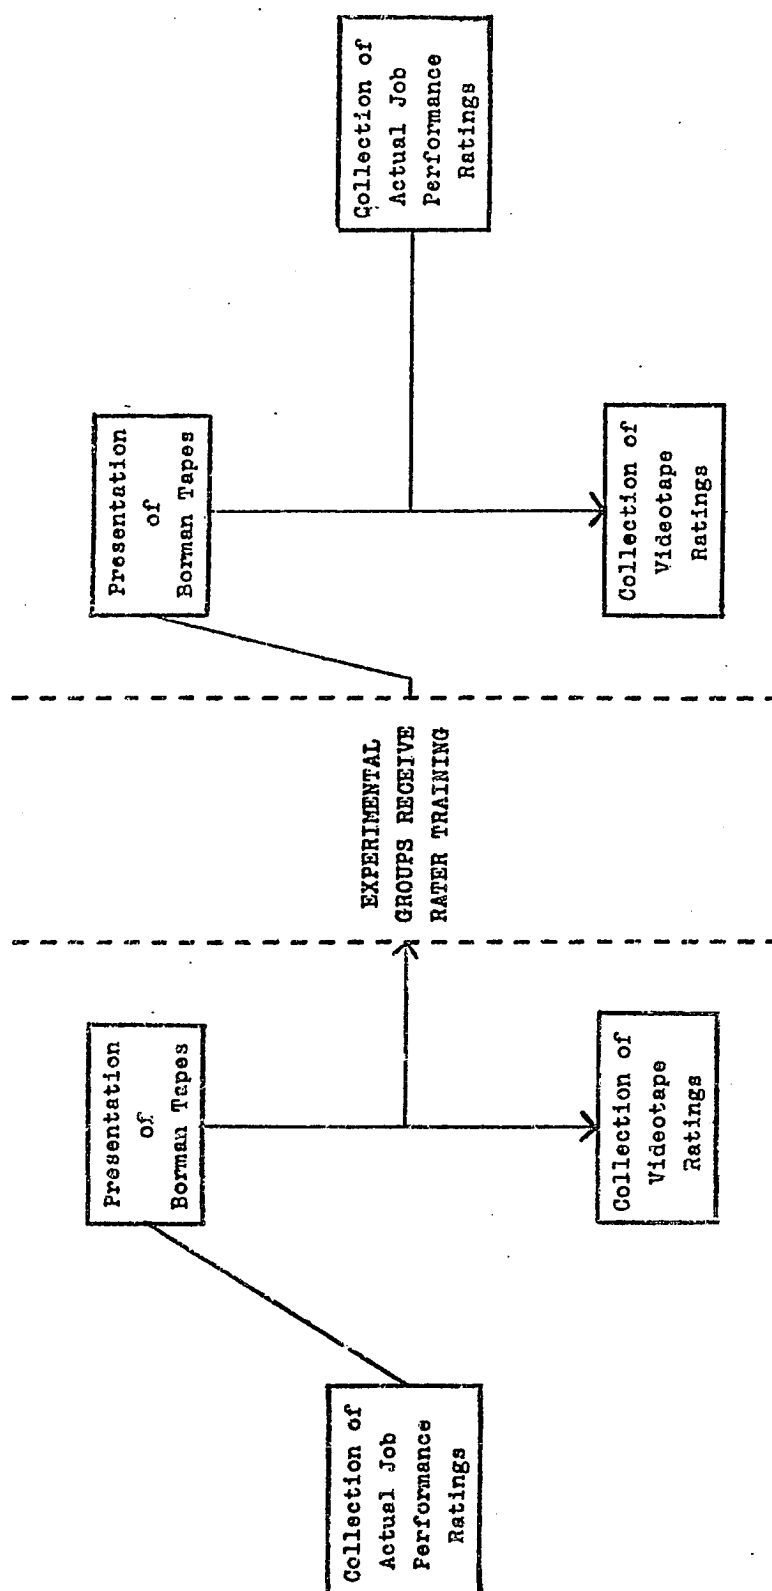 Collection of
Actual Job
Performance
Ratings
Presentation
of
Borman Tapes
Collection of
Videotape
Ratings
EXPERIMENTAL
GROUPS RECEIVE
RATER TRAINING
Presentation
of
Borman Tapes
Collection of
Videotape
Ratings
Collection of
Actual Job
Performance
Ratings